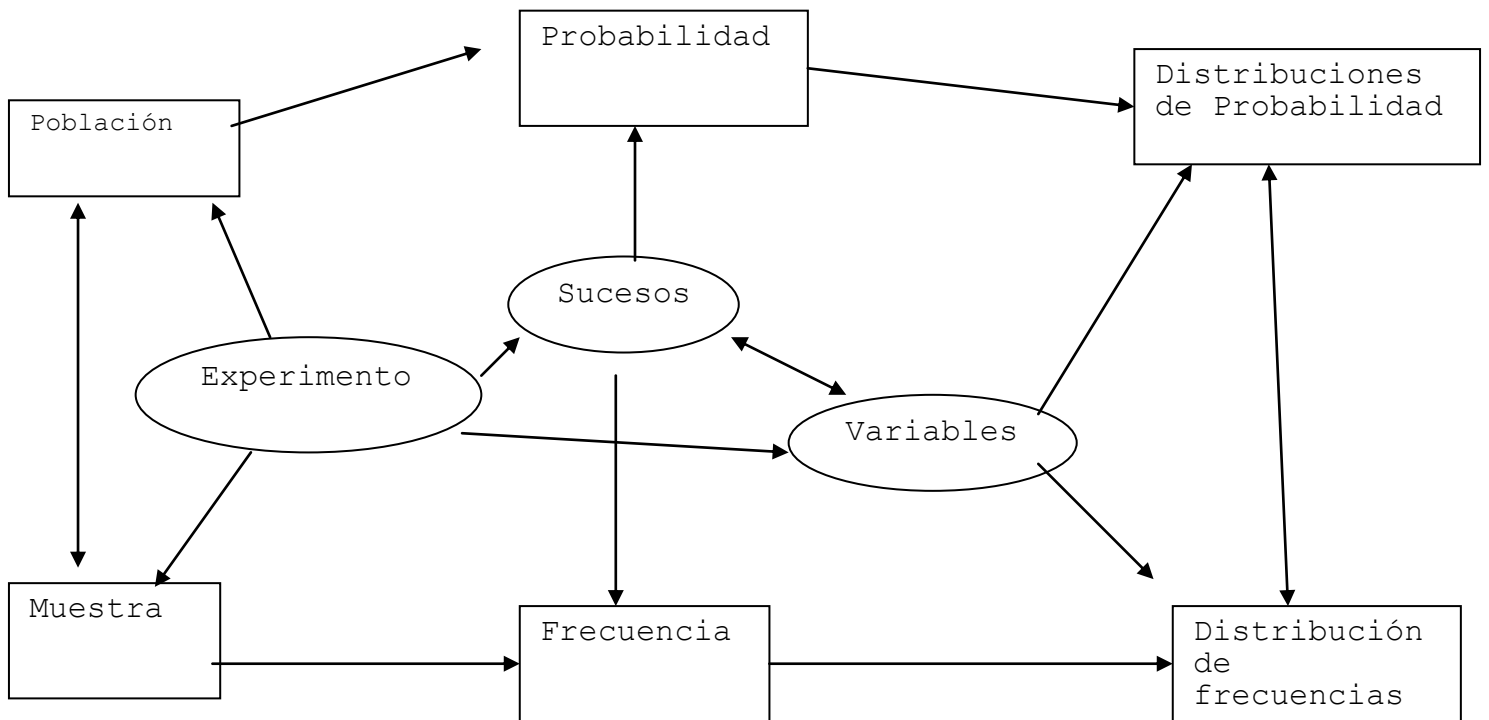 Probabilidad
Distribuciones
de Probabilidad
Población
Sucesos
Experimento
Variables
Muestra
Frecuencia
Distribución
de
frecuencias